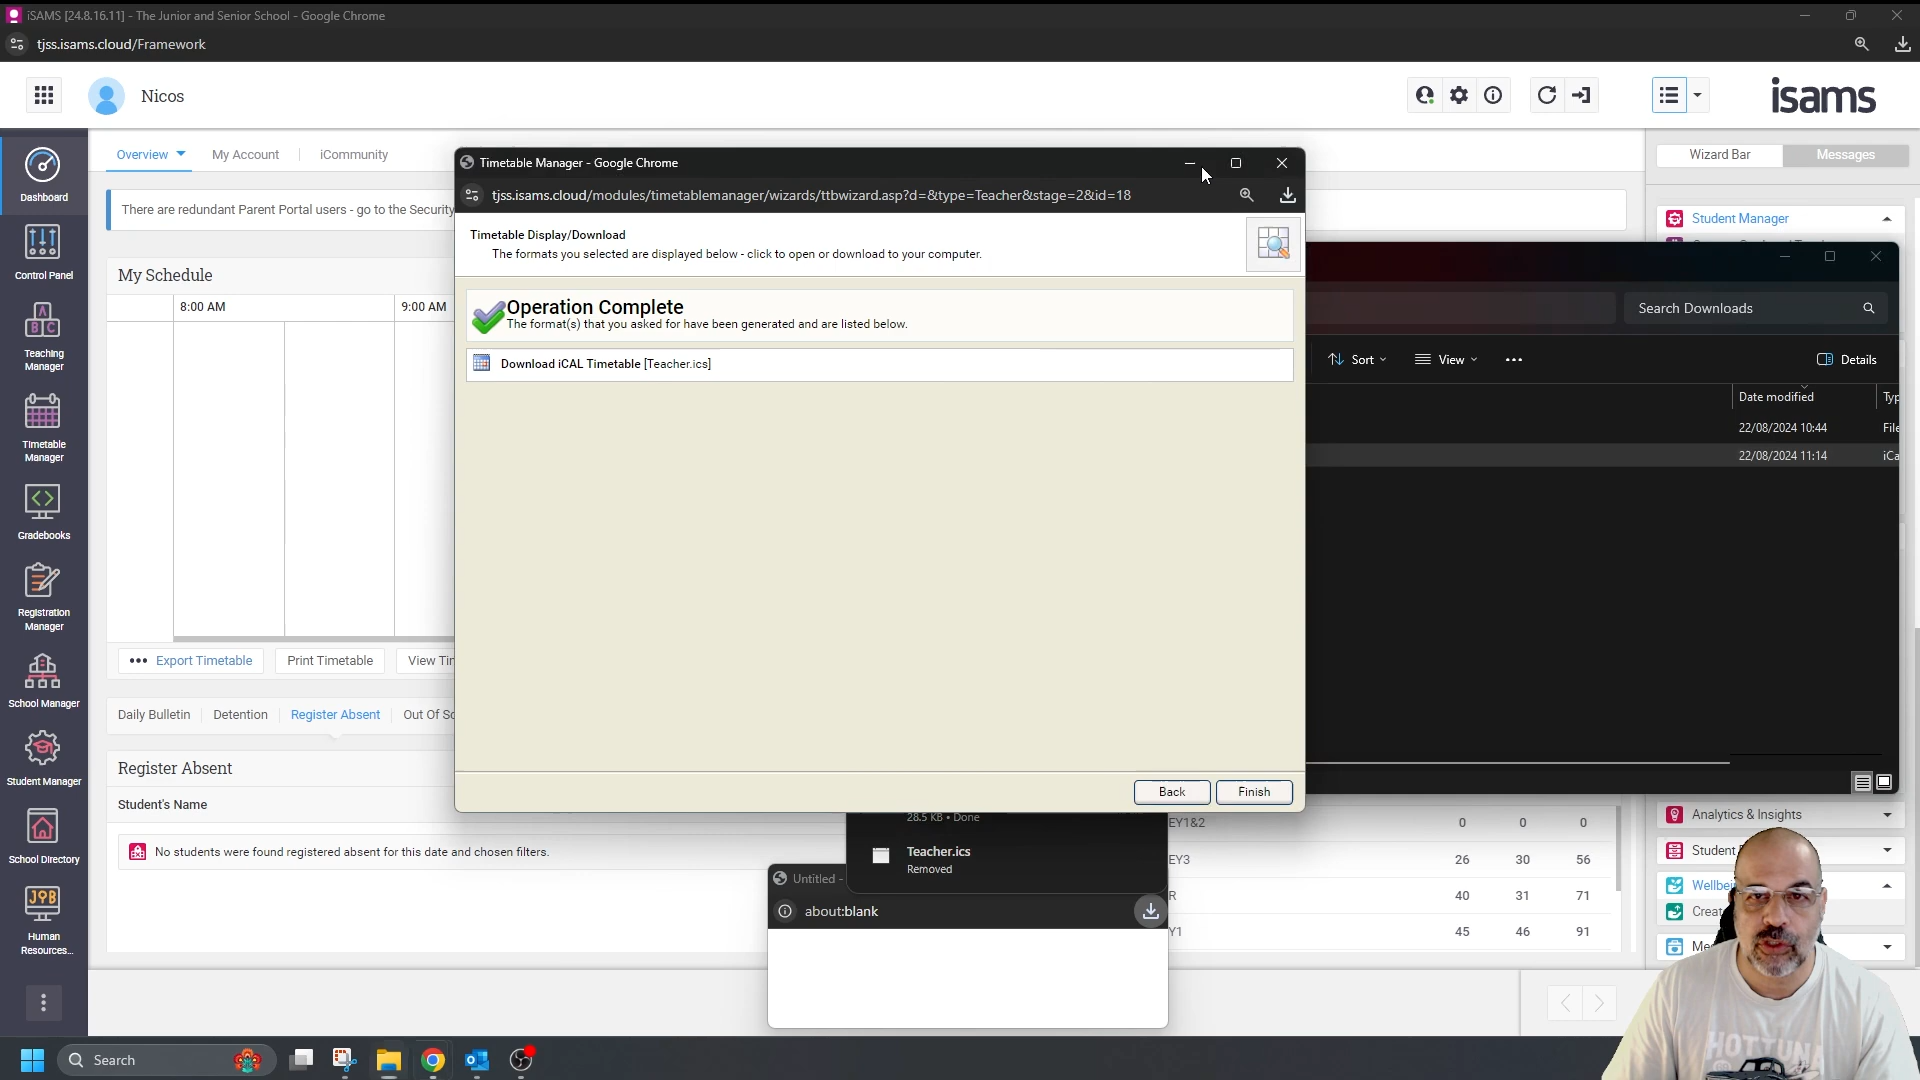 iSAMS [24.8.16.11] - The Junior and Senior School - Google Chrome
tjss.isams.cloud/Framework
Nicos
isams
Overview
My Account
iCommunity
Wizard Bar
Messages
Dashboard
Control Panel
Teaching
Manager
Timetable
Manager
Gradebooks
Registration
Manager
School Manager
Student Manager
School Directory
Human
Resources...
There are redundant Parent Portal users - go to the Security
My Schedule
8:00 AM
9:00 AM
Export Timetable
Print Timetable
View
Daily Bulletin
Detention
Register Absent
Out Of
Register Absent
Student's Name
No students were found registered absent for this date and chosen filters.
Timetable Manager - Google Chrome
tjss.isams.cloud/modules/timetablemanager/wizards/ttbwizard.asp?d=&type=Teacher&stage=2&id=18
Timetable Display/Download
The formats you selected are displayed below - click to open or download to your computer.
Operation Complete
The format(s) that you asked for have been generated and are listed below.
Download iCAL Timetable [Teacher.ics]
Back
Finish
28.5 KB • Done
Teacher.ics
Removed
Untitled -
about:blank
EY1&2 0 0 0
EY3 26 30 56
R 40 31 71
Y1 45 46 91
Student Manager
Search Downloads
Sort
View
Details
Date modified
22/08/2024 10:44
22/08/2024 11:14
Analytics & Insights
Student
Search
HOTTUNA